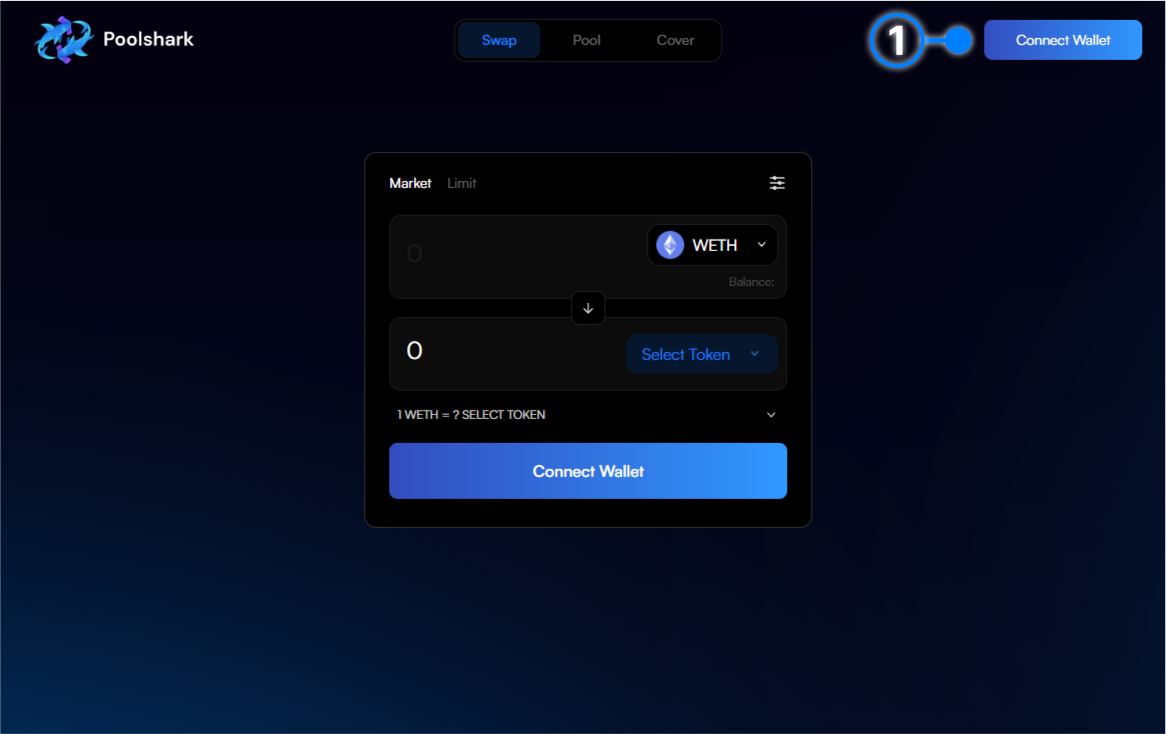 Poolshark
Swap Pool Cover
1
Connect Wallet
Market Limit
0
WETH
Balance:
0
Select Token
1 WETH = ? SELECT TOKEN
Connect Wallet